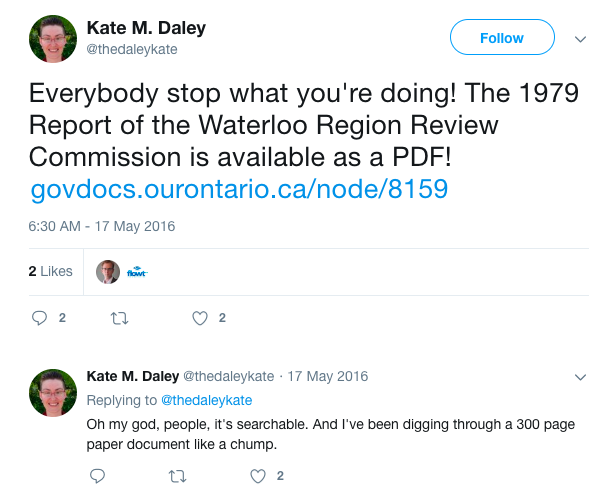 Kate M. Daley
@thedaleykate
Follow
Everybody stop what you're doing! The 1979
Report of the Waterloo Region Review
Commission is available as a PDF!
govdocs.ourontario.ca/node/8159
6:30 AM - 17 May 2016
2 Likes
flowt
2 2
Kate M. Daley @thedaleykate · 17 May 2016
Replying to @thedaleykate
Oh my god, people, it's searchable. And I've been digging through a 300 page
paper document like a chump.
2